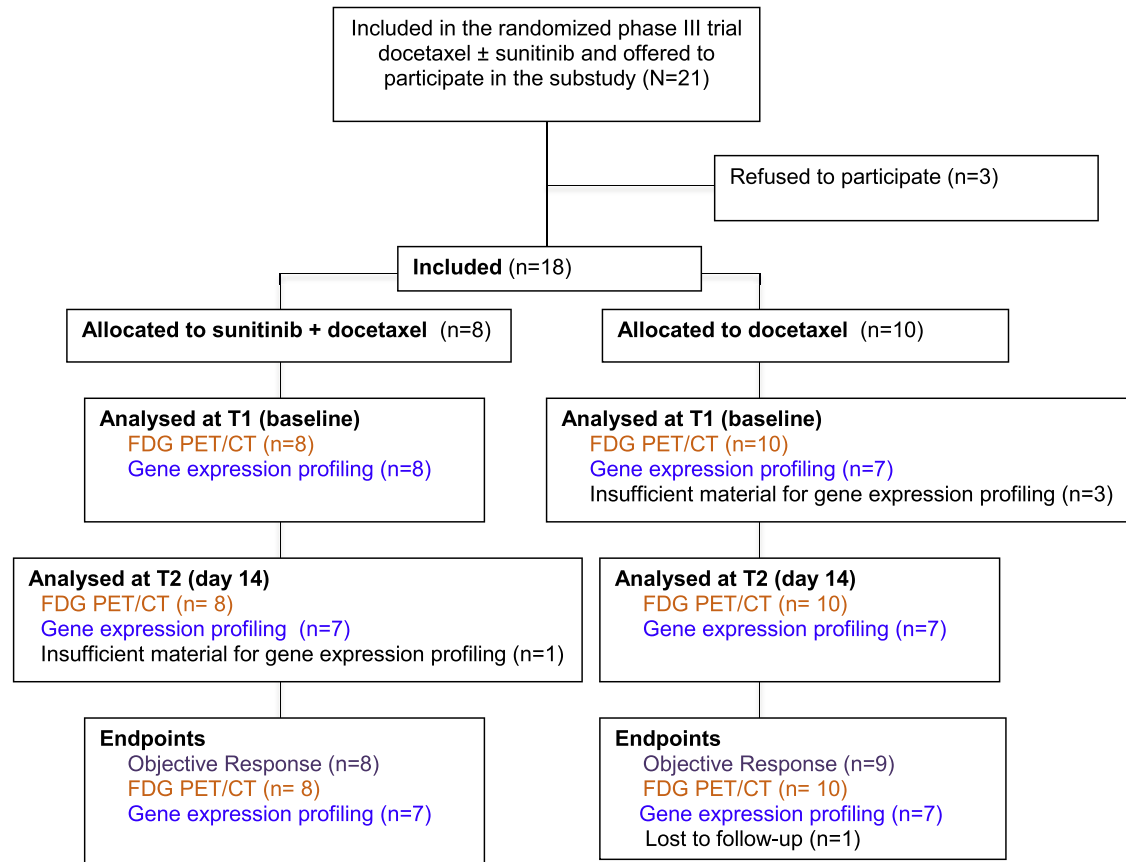 Included in the randomized phase III trial
docetaxel ± sunitinib and offered to
participate in the substudy (N=21)
Refused to participate (n=3)
Included (n=18)
Allocated to sunitinib + docetaxel (n=8)
Allocated to docetaxel (n=10)
Analysed at T1 (baseline)
FDG PET/CT (n=8)
Gene expression profiling (n=8)
Analysed at T1 (baseline)
FDG PET/CT (n=10)
Gene expression profiling (n=7)
Insufficient material for gene expression profiling (n=3)
Analysed at T2 (day 14)
FDG PET/CT (n= 8)
Gene expression profiling (n=7)
Insufficient material for gene expression profiling (n=1)
Analysed at T2 (day 14)
FDG PET/CT (n= 10)
Gene expression profiling (n=7)
Endpoints
Objective Response (n=8)
FDG PET/CT (n= 8)
Gene expression profiling (n=7)
Endpoints
Objective Response (n=9)
FDG PET/CT (n= 10)
Gene expression profiling (n=7)
Lost to follow-up (n=1)